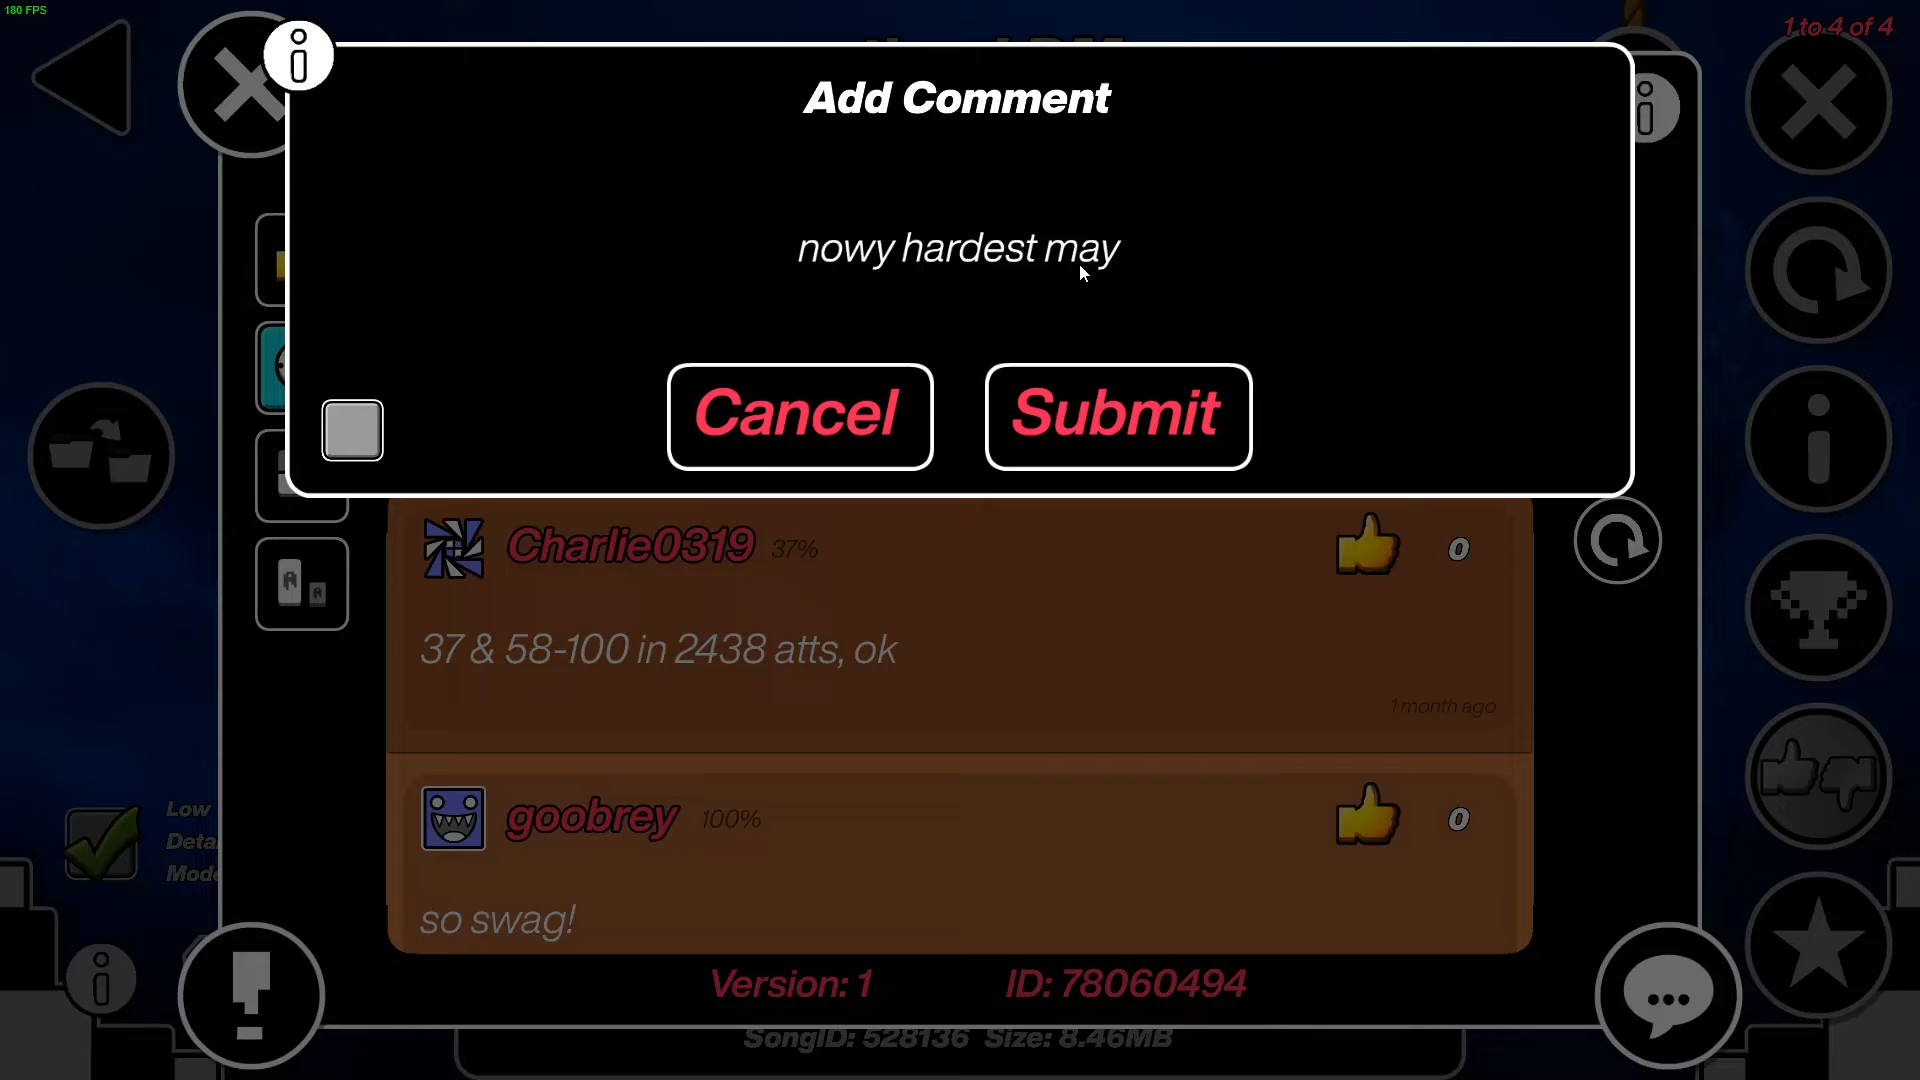 180 FPS
1 to 4 of 4
Add Comment
nowy hardest may
Cancel
Submit
Charlie0319 37%
0
37 & 58-100 in 2438 atts, ok
1 month ago
goobrey 100%
0
so swag!
Low
Mode
Version: 1
ID: 78060494
SongID: 528136 Size: 8.46MB